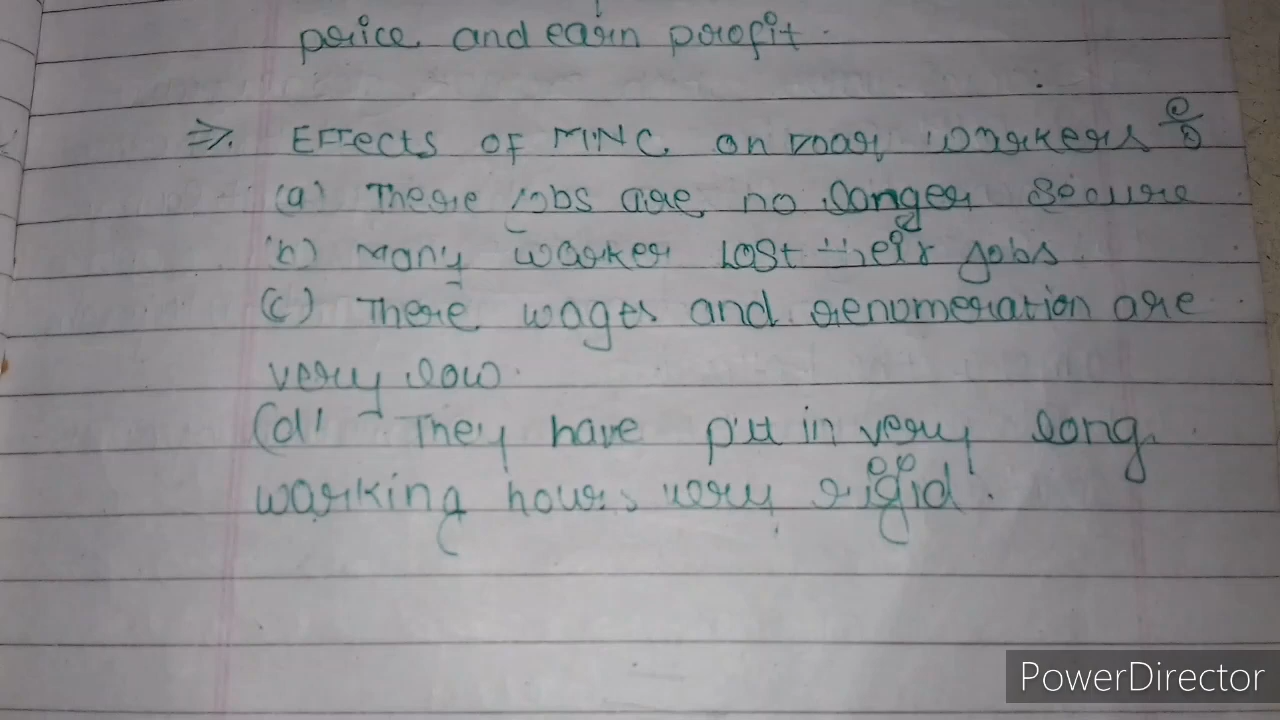 price and earn profit.
⇒ Effects of MNC on poor workers :-
(a) There jobs are no longer secure
(b) Many worker lost their jobs.
(c) There wages and renomeration are
very low.
(d) They have put in very long
working hours very rigid.
PowerDirector